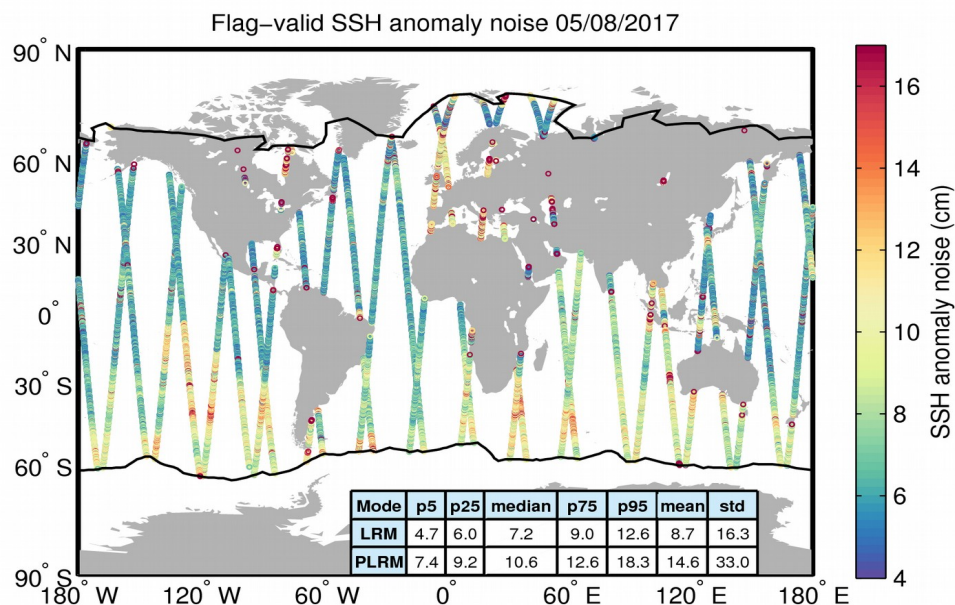 Flag−valid SSH anomaly noise 05/08/2017
90° N
60° N
30° N
0°
30° S
60° S
90° S
180° W
120° W
60° W
0°
60° E
120° E
180° E
Mode p5 p25 median p75 p95 mean std
LRM 4.7 6.0 7.2 9.0 12.6 8.7 16.3
PLRM 7.4 9.2 10.6 12.6 18.3 14.6 33.0
16
14
12
10
8
6
4
SSH anomaly noise (cm)